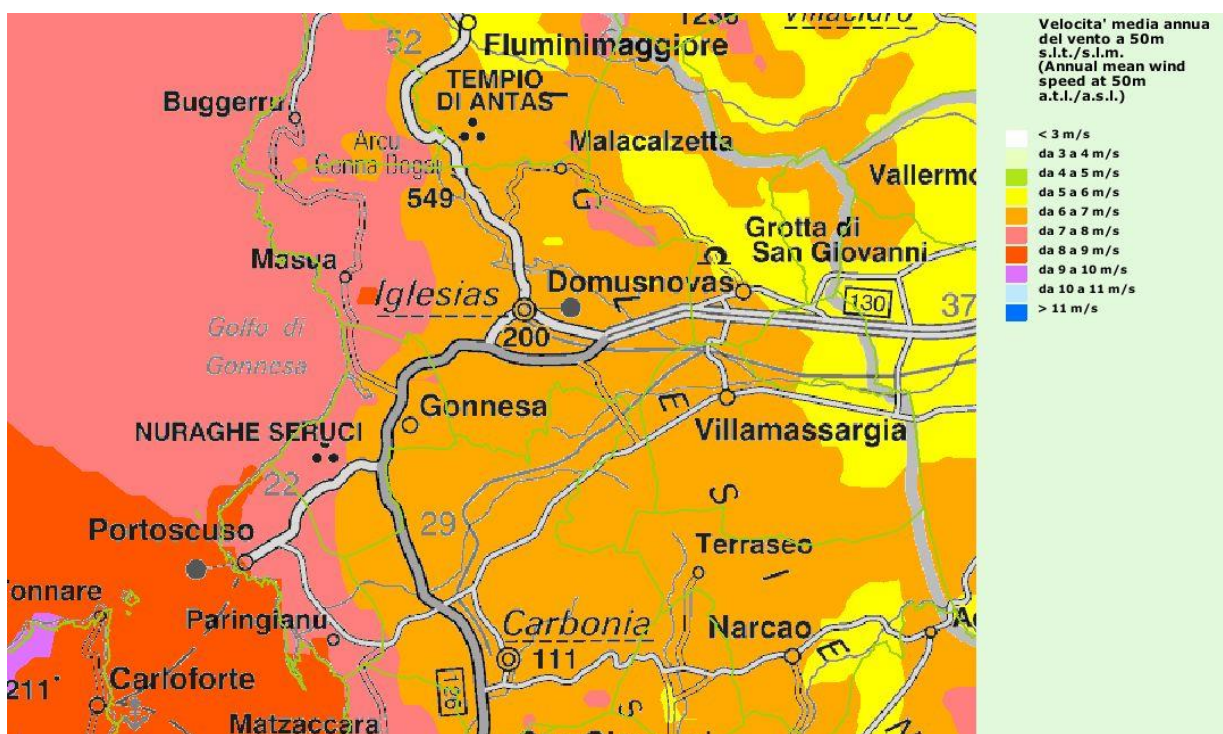 1236
Villacidro
52
Fluminimaggiore
TEMPIO
DI ANTAS
Buggerru
Arcu
Genna Bogai
Malacalzetta
549
Vallermo
G
Grotta di
San Giovanni
Masua
Iglesias
Domusnovas
130
37
L
200
Golfo di
Gonnesa
Gonnesa
E
Villamassargia
NURAGHE SERUCI
22
S
29
Portoscuso
Terraseo
I
Tonnare
Paringianu
Carbonia
111
Narcao
E
211
Carloforte
126
S
Matzaccara
Velocita' media annua
del vento a 50m
s.l.t./s.l.m.
(Annual mean wind
speed at 50m
a.t.l./a.s.l.)
< 3 m/s
da 3 a 4 m/s
da 4 a 5 m/s
da 5 a 6 m/s
da 6 a 7 m/s
da 7 a 8 m/s
da 8 a 9 m/s
da 9 a 10 m/s
da 10 a 11 m/s
> 11 m/s